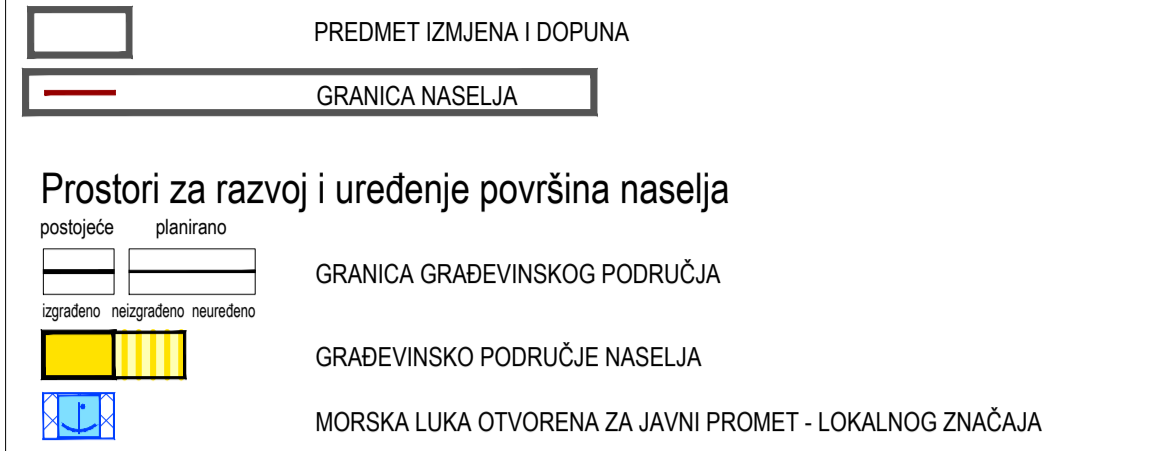 PREDMET IZMJENA I DOPUNA
GRANICA NASELJA
Prostori za razvoj i uređenje površina naselja
postojeće planirano
GRANICA GRAĐEVINSKOG PODRUČJA
izgrađeno neizgrađeno neuređeno
GRAĐEVINSKO PODRUČJE NASELJA
MORSKA LUKA OTVORENA ZA JAVNI PROMET - LOKALNOG ZNAČAJA